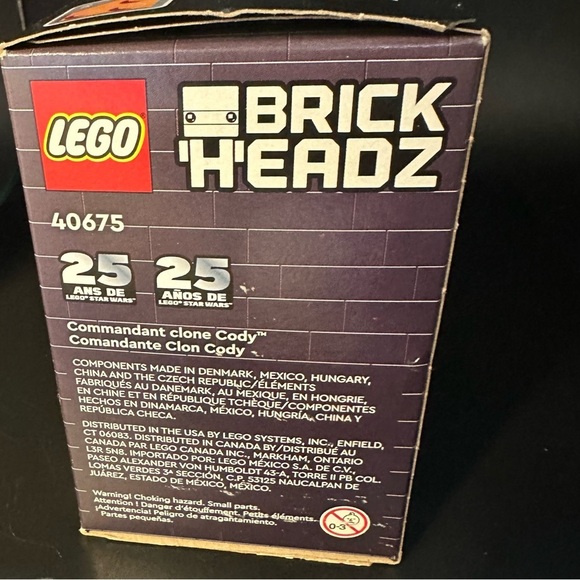 LEGO
BRICK
HEADZ
40675
25
ANS DE
LEGO® STAR WARS™
25
AÑOS DE
LEGO® STAR WARS™
Commandant clone Cody™
Comandante Clon Cody
COMPONENTS MADE IN DENMARK, MEXICO, HUNGARY,
CHINA AND THE CZECH REPUBLIC/ÉLÉMENTS
FABRIQUÉS AU DANEMARK, AU MEXIQUE, EN HONGRIE,
EN CHINE ET EN RÉPUBLIQUE TCHÈQUE/COMPONENTES
HECHOS EN DINAMARCA, MÉXICO, HUNGRÍA, CHINA Y
REPÚBLICA CHECA.
DISTRIBUTED IN THE USA BY LEGO SYSTEMS, INC., ENFIELD,
CT 06083. DISTRIBUTED IN CANADA BY/DISTRIBUÉ AU
CANADA PAR LEGO CANADA INC., MARKHAM, ONTARIO
L3R 5N8. IMPORTADO POR: LEGO MÉXICO S.A. DE C.V.,
PASEO ALEXANDER VON HUMBOLDT 43-A, TORRE II PB COL.
LOMAS VERDES 3ᴬ SECCIÓN, C.P. 53125 NAUCALPAN DE
JUÁREZ, ESTADO DE MÉXICO, MÉXICO.
Warning! Choking hazard. Small parts.
Attention ! Danger d'étouffement. Petits éléments.
¡Advertencia! Peligro de atragantamiento.
Partes pequeñas.
0-3